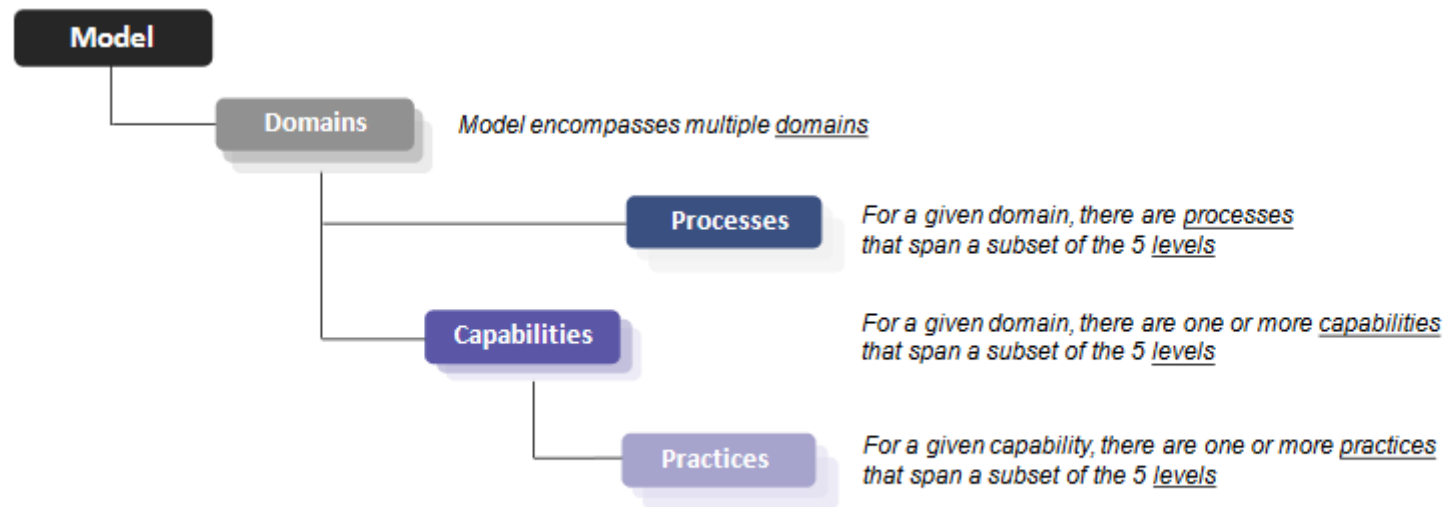 Model
Domains
Model encompasses multiple domains
Processes
For a given domain, there are processes
that span a subset of the 5 levels
Capabilities
For a given domain, there are one or more capabilities
that span a subset of the 5 levels
Practices
For a given capability, there are one or more practices
that span a subset of the 5 levels